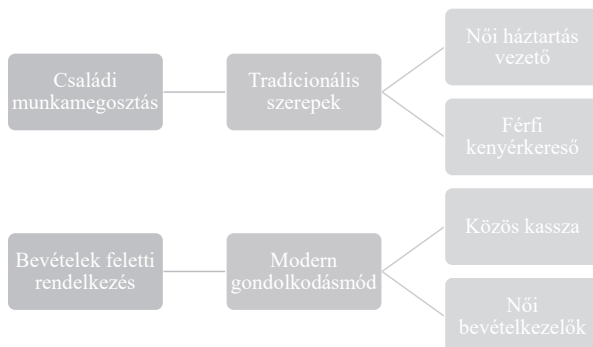 Családi
munkamegosztás
Tradícionális
szerepek
Női háztartás
vezető
Férfi
kenyérkereső
Bevételek feletti
rendelkezés
Modern
gondolkodásmód
Közös kassza
Női
bevételkezelők